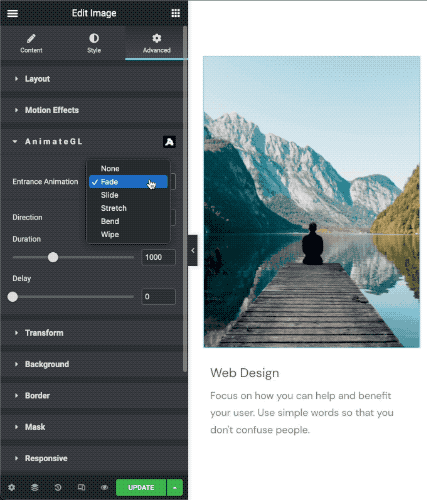 Edit Image
Content
Style
Advanced
Layout
Motion Effects
AnimateGL
Entrance Animation
None
Fade
Slide
Stretch
Bend
Wipe
Direction
Duration
1000
Delay
0
Transform
Background
Border
Mask
Responsive
UPDATE
Web Design
Focus on how you can help and benefit
your user. Use simple words so that you
don't confuse people.